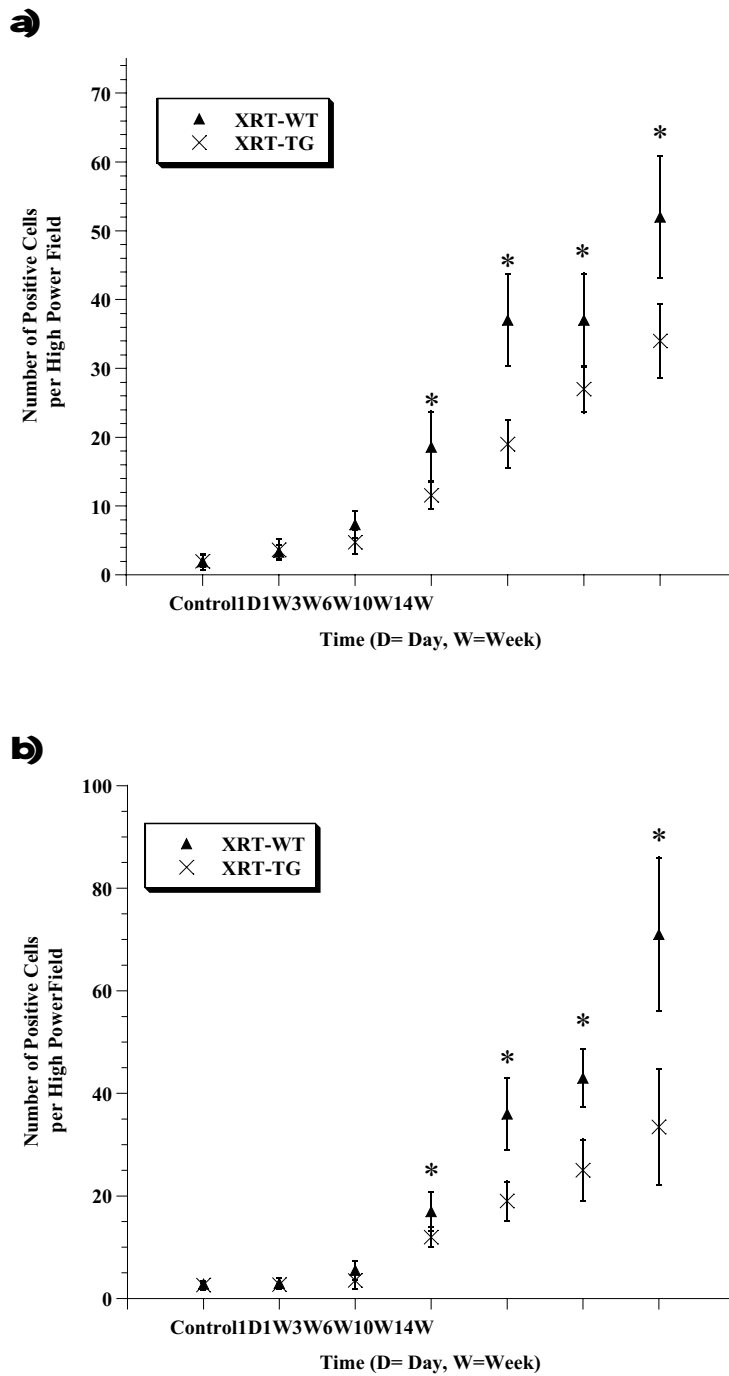 a)
70
60
50
40
30
20
10
0
XRT-WT
XRT-TG
*
*
*
*
Number of Positive Cells
per High Power Field
Control1D1W3W6W10W14W
Time (D= Day, W=Week)
b)
100
80
60
40
20
0
XRT-WT
XRT-TG
*
*
*
*
Number of Positive Cells
per High PowerField
Control1D1W3W6W10W14W
Time (D= Day, W=Week)